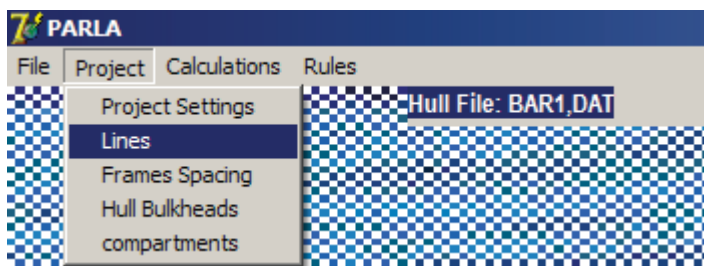 PARLA
File Project Calculations Rules
Hull File: BAR1,DAT
Project Settings
Lines
Frames Spacing
Hull Bulkheads
compartments